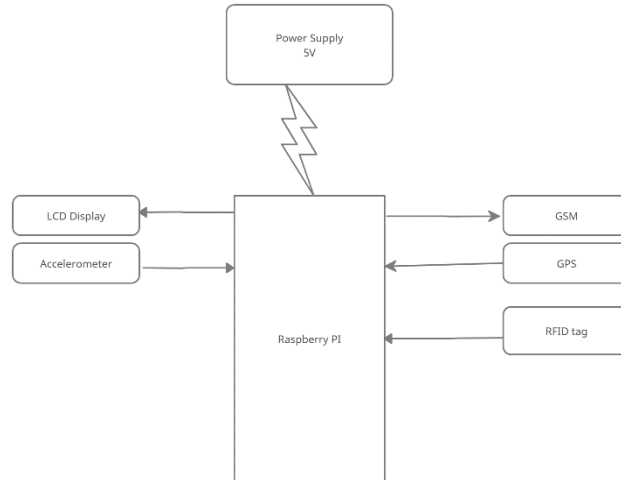 Power Supply
5V
LCD Display
GSM
Accelerometer
GPS
RFID tag
Raspberry PI